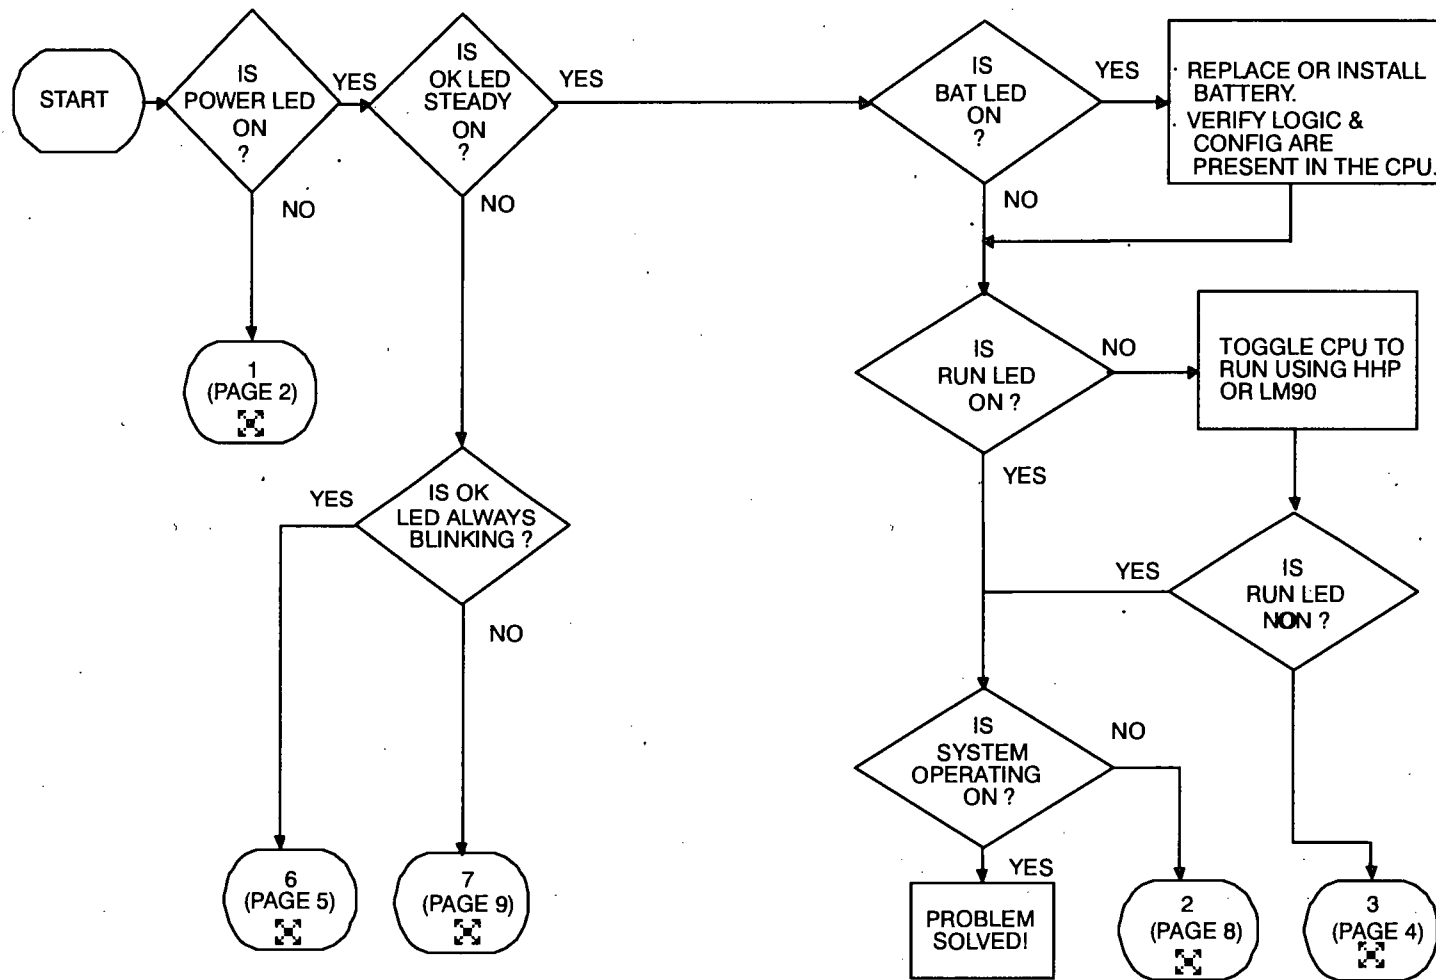 START
IS
POWER LED
ON
?
YES
NO
1
(PAGE 2)
IS
OK LED
STEADY
ON
?
YES
NO
IS OK
LED ALWAYS
BLINKING ?
YES
NO
6
(PAGE 5)
7
(PAGE 9)
IS
BAT LED
ON
?
YES
NO
REPLACE OR INSTALL
BATTERY.
VERIFY LOGIC &
CONFIG ARE
PRESENT IN THE CPU.
IS
RUN LED
ON ?
NO
YES
TOGGLE CPU TO
RUN USING HHP
OR LM90
IS
RUN LED
NON ?
YES
IS
SYSTEM
OPERATING
ON ?
NO
YES
PROBLEM
SOLVED!
2
(PAGE 8)
3
(PAGE 4)